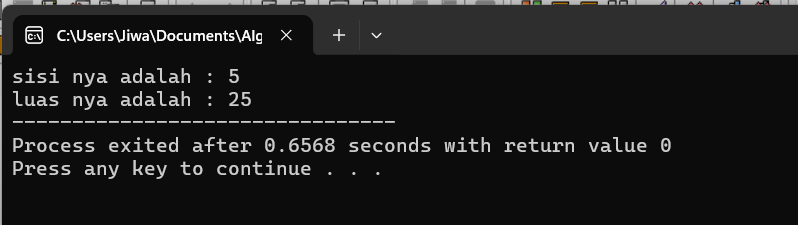 C:\Users\Jiwa\Documents\Alg
sisi nya adalah : 5
luas nya adalah : 25
--------------------------------
Process exited after 0.6568 seconds with return value 0
Press any key to continue . . .